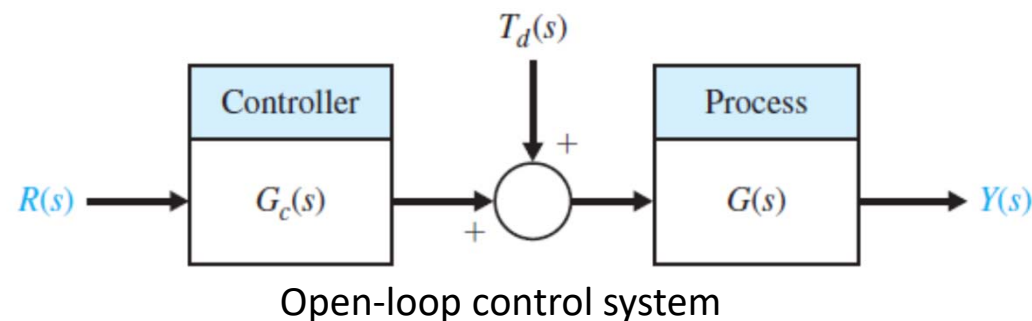 T_d(s)
Controller
Process
+
R(s)
G_c(s)
G(s)
Y(s)
+
Open-loop control system